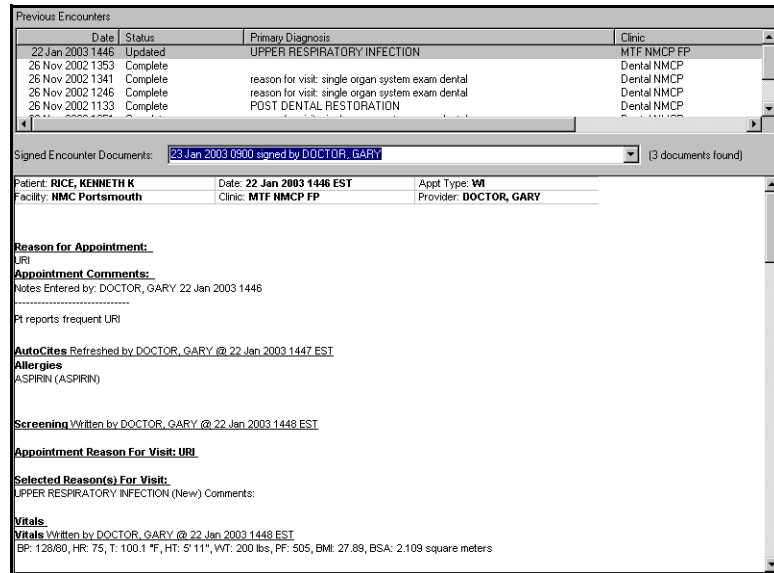 Previous Encounters
Date Status Primary Diagnosis Clinic
22 Jan 2003 1446 Updated UPPER RESPIRATORY INFECTION MTF NMCP FP
26 Nov 2002 1353 Complete Dental NMCP
26 Nov 2002 1341 Complete reason for visit: single organ system exam dental Dental NMCP
26 Nov 2002 1246 Complete reason for visit: single organ system exam dental Dental NMCP
26 Nov 2002 1133 Complete POST DENTAL RESTORATION Dental NMCP
Signed Encounter Documents: 23 Jan 2003 0900 signed by DOCTOR, GARY (3 documents found)
Patient: RICE, KENNETH K Date: 22 Jan 2003 1446 EST Appt Type: WI
Facility: NMC Portsmouth Clinic: MTF NMCP FP Provider: DOCTOR, GARY
Reason for Appointment:
URI
Appointment Comments:
Notes Entered by: DOCTOR, GARY 22 Jan 2003 1446
------------------------------
Pt reports frequent URI
AutoCites Refreshed by DOCTOR, GARY @ 22 Jan 2003 1447 EST
Allergies
ASPIRIN (ASPIRIN)
Screening Written by DOCTOR, GARY @ 22 Jan 2003 1448 EST
Appointment Reason For Visit: URI
Selected Reason(s) For Visit:
UPPER RESPIRATORY INFECTION (New) Comments:
Vitals
Vitals Written by DOCTOR, GARY @ 22 Jan 2003 1448 EST
BP: 128/80, HR: 75, T: 100.1 °F, HT: 5' 11", WT: 200 lbs, PF: 505, BMI: 27.89, BSA: 2.109 square meters